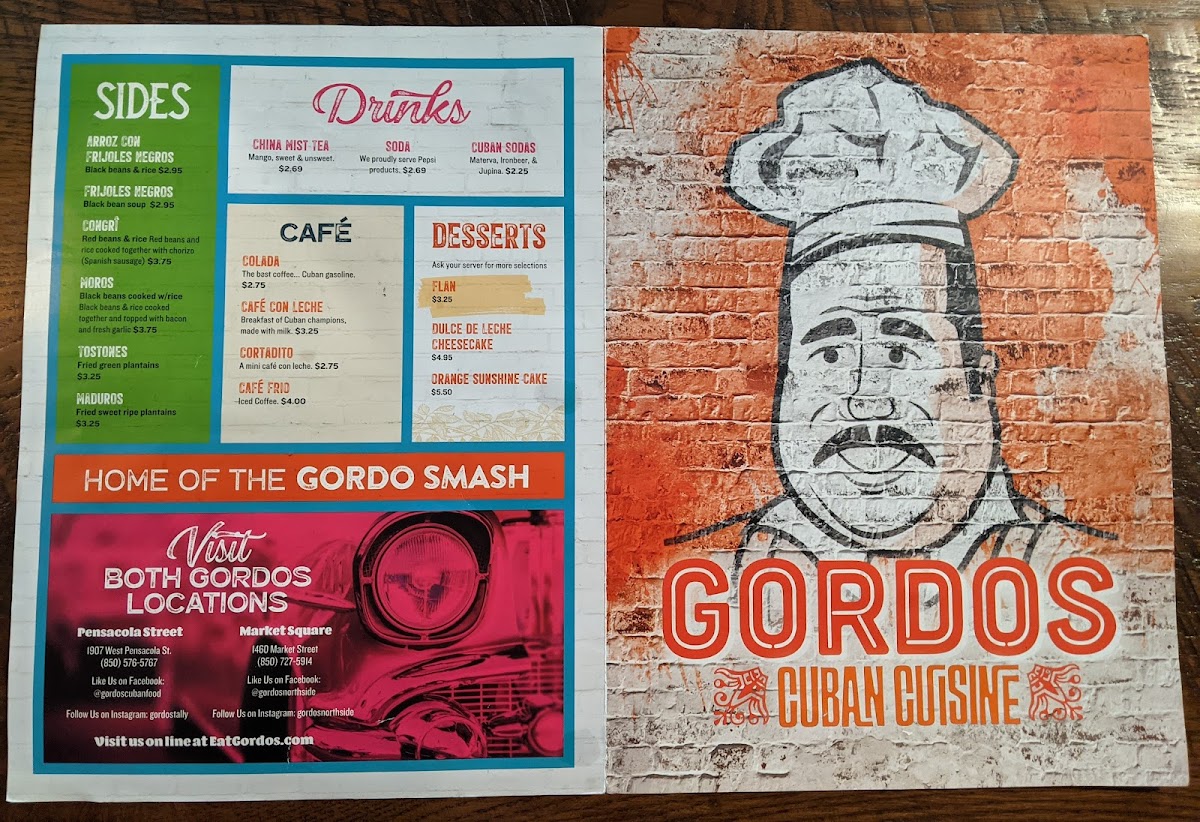 SIDES
ARROZ CON
FRIJOLES NEGROS
Black beans & rice $2.95
FRIJOLES NEGROS
Black bean soup $2.95
CONGRÎ
Red beans & rice Red beans and
rice cooked together with chorizo
(Spanish sausage) $3.75
MOROS
Black beans cooked w/rice
Black beans & rice cooked
together and topped with bacon
and fresh garlic $3.75
TOSTONES
Fried green plantains
$3.25
MADUROS
Fried sweet ripe plantains
$3.25
Drinks
CHINA MIST TEA
Mango, sweet & unsweet.
$2.69
SODA
We proudly serve Pepsi
products. $2.69
CUBAN SODAS
Materva, Ironbeer, &
Jupina. $2.25
CAFÉ
COLADA
The bast coffee... Cuban gasoline.
$2.75
CAFÉ CON LECHE
Breakfast of Cuban champions,
made with milk. $3.25
CORTADITO
A mini café con leche. $2.75
CAFÉ FRIO
Iced Coffee. $4.00
DESSERTS
Ask your server for more selections
FLAN
$3.25
DULCE DE LECHE
CHEESECAKE
$4.95
ORANGE SUNSHINE CAKE
$5.50
HOME OF THE GORDO SMASH
Visit
BOTH GORDOS
LOCATIONS
Pensacola Street
1907 West Pensacola St.
(850) 576-5767
Like Us on Facebook:
@gordoscubanfood
Follow Us on Instagram: gordostally
Market Square
1460 Market Street
(850) 727-5914
Like Us on Facebook:
@gordosnorthside
Follow Us on Instagram: gordosnorthside
Visit us on line at EatGordos.com
GORDOS
CUBAN CUISINE